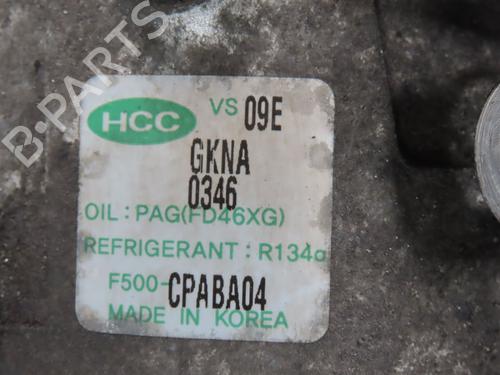 B-PARTS
HCC VS 09E
GKNA
0346
OIL : PAG(FD46XG)
REFRIGERANT : R134a
F500-CPABA04
MADE IN KOREA